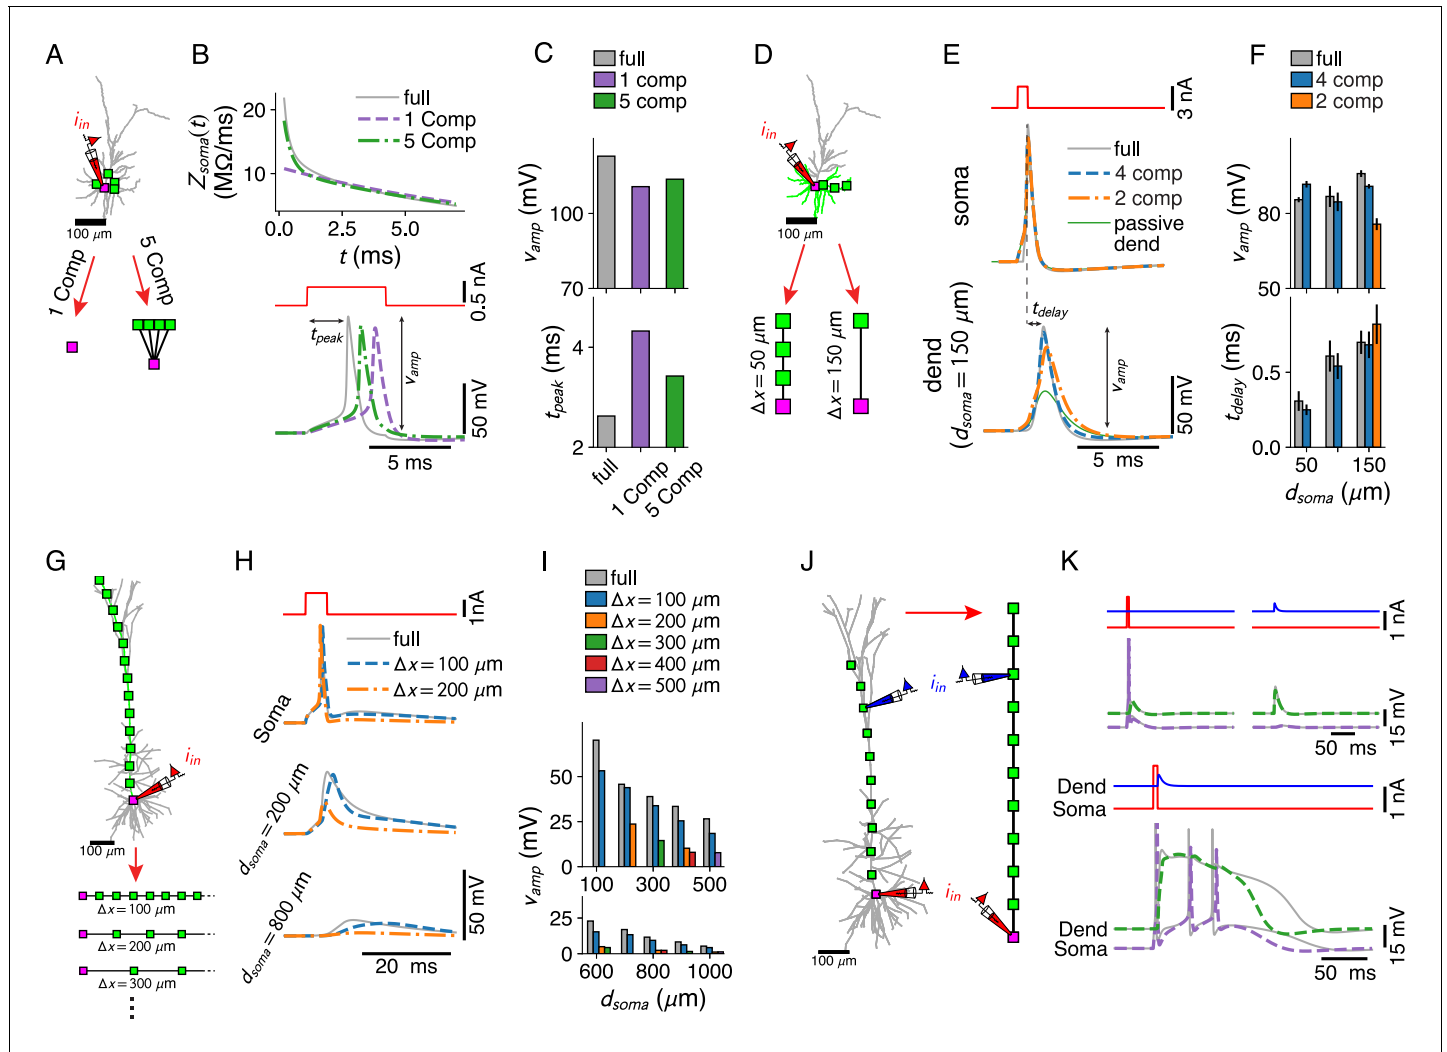 A
i_in
100 μm
1 Comp
5 Comp
B
Z_soma(t)
(MΩ/ms)
20
10
full
1 Comp
5 Comp
0.0
2.5
5.0
t (ms)
0.5 nA
t_peak
v_amp
50 mV
5 ms
C
full
1 comp
5 comp
v_amp (mV)
100
70
t_peak (ms)
4
2
full
1 Comp
5 Comp
D
i_in
100 μm
Δx = 50 μm
Δx = 150 μm
E
3 nA
soma
full
4 comp
2 comp
passive
dend
dend
(d_soma = 150 μm)
t_delay
v_amp
50 mV
5 ms
F
full
4 comp
2 comp
v_amp (mV)
80
50
t_delay (ms)
0.5
0.0
50
150
d_soma (μm)
G
i_in
100 μm
Δx = 100 μm
Δx = 200 μm
Δx = 300 μm
H
1nA
full
Δx = 100 μm
Δx = 200 μm
Soma
d_soma = 200 μm
d_soma = 800 μm
50 mV
20 ms
I
full
Δx = 100 μm
Δx = 200 μm
Δx = 300 μm
Δx = 400 μm
Δx = 500 μm
v_amp (mV)
50
25
0
100
300
500
25
0
600
800
1000
d_soma (μm)
J
i_in
i_in
i_in
i_in
100 μm
K
1 nA
15 mV
50 ms
Dend
Soma
1 nA
Dend
Soma
15 mV
50 ms